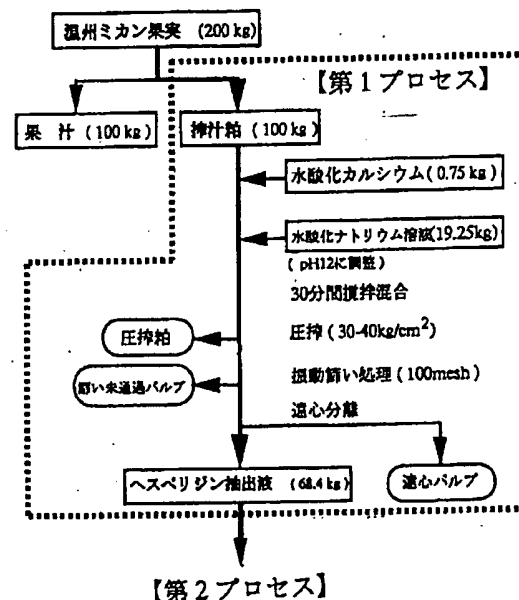 温州ミカン果実 (200 kg)
【第1プロセス】
果 汁 (100 kg)
搾汁粕 (100 kg)
水酸化カルシウム (0.75 kg)
水酸化ナトリウム溶液(19.25kg)
( pH12に調整)
30分間撹拌混合
圧搾 (30-40kg/cm²)
圧搾粕
振動篩い処理 (100mesh)
篩い未通過パルプ
遠心分離
ヘスペリジン抽出液 (68.4 kg)
遠心パルプ
【第2プロセス】